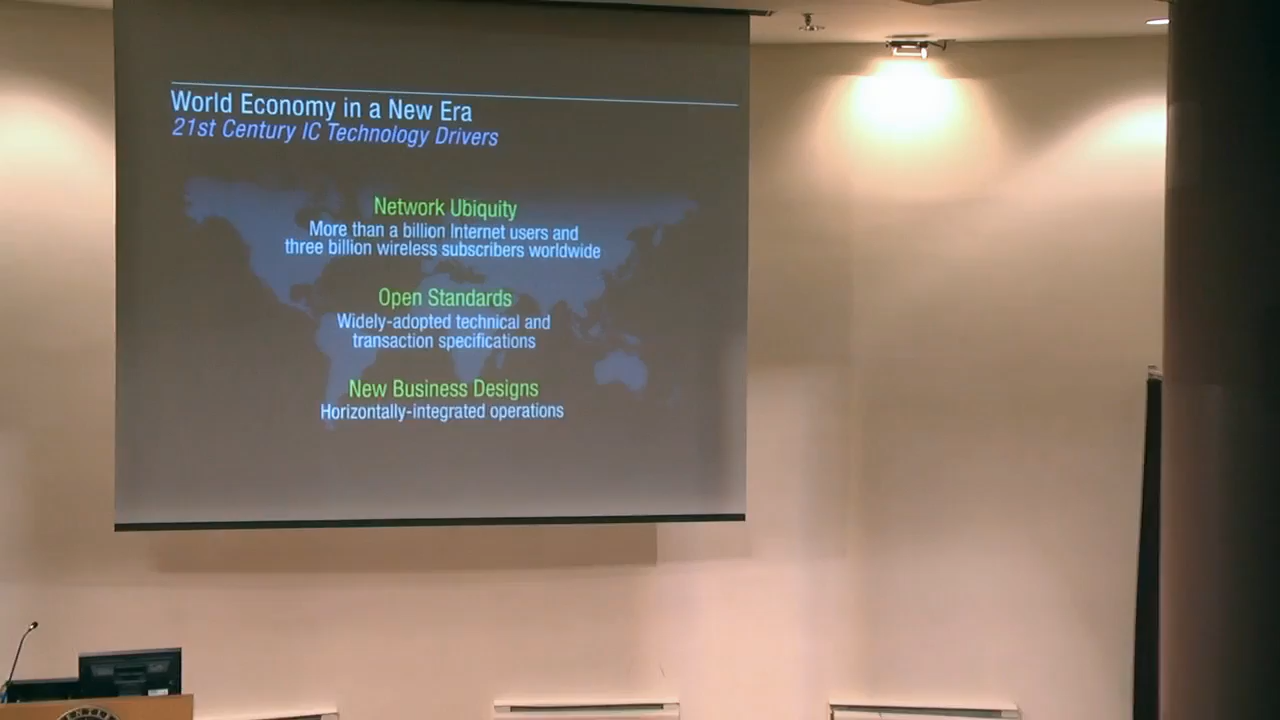 World Economy in a New Era
21st Century IC Technology Drivers
Network Ubiquity
More than a billion Internet users and
three billion wireless subscribers worldwide
Open Standards
Widely-adopted technical and
transaction specifications
New Business Designs
Horizontally-integrated operations